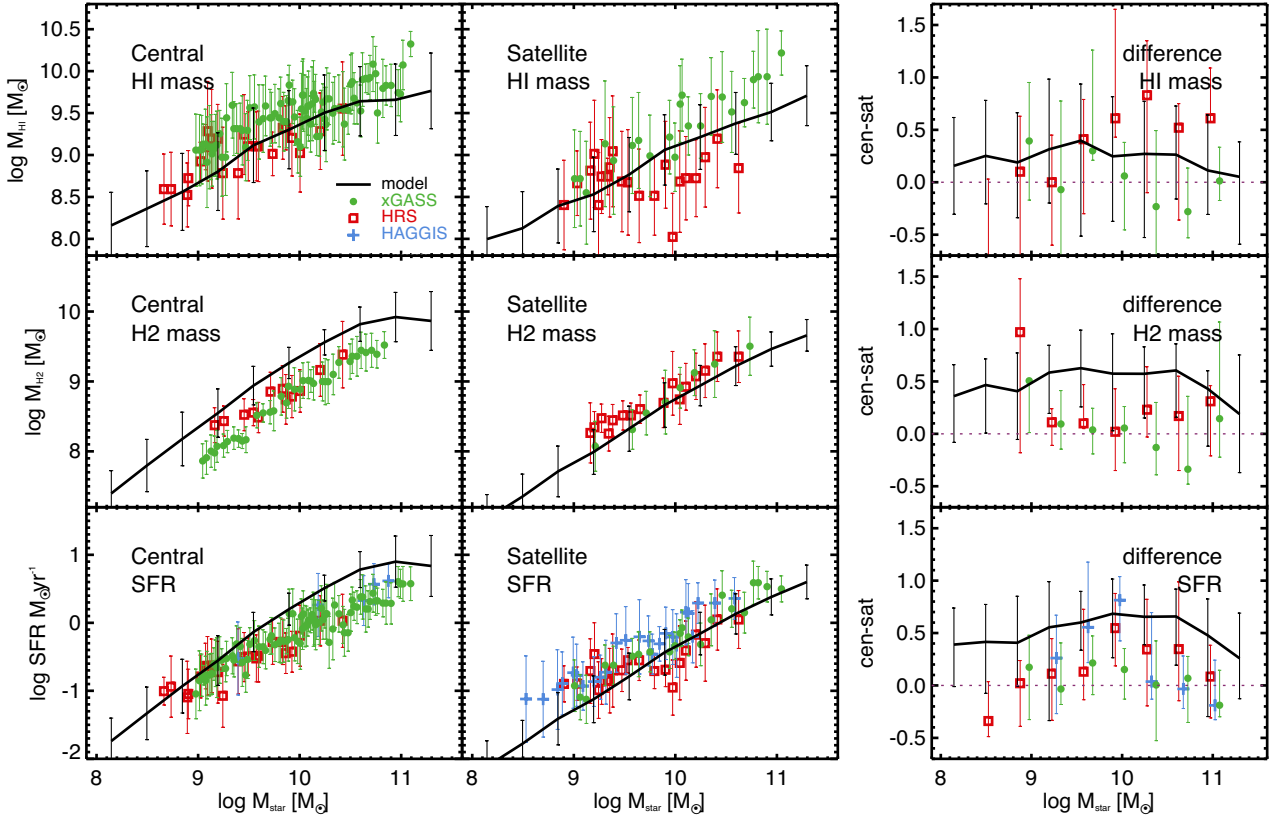 10.5
10.0
9.5
9.0
8.5
8.0
log M_HI [M⊙]
Central
HI mass
model
xGASS
HRS
HAGGIS
Satellite
HI mass
1.5
1.0
0.5
0.0
-0.5
cen-sat
difference
HI mass
10
9
8
log M_H2 [M⊙]
Central
H2 mass
Satellite
H2 mass
1.5
1.0
0.5
0.0
-0.5
cen-sat
difference
H2 mass
1
0
-1
-2
log SFR M⊙yr⁻¹
Central
SFR
Satellite
SFR
1.5
1.0
0.5
0.0
-0.5
cen-sat
difference
SFR
8 9 10 11
log M_star [M⊙]
8 9 10 11
log M_star [M⊙]
8 9 10 11
log M_star [M⊙]